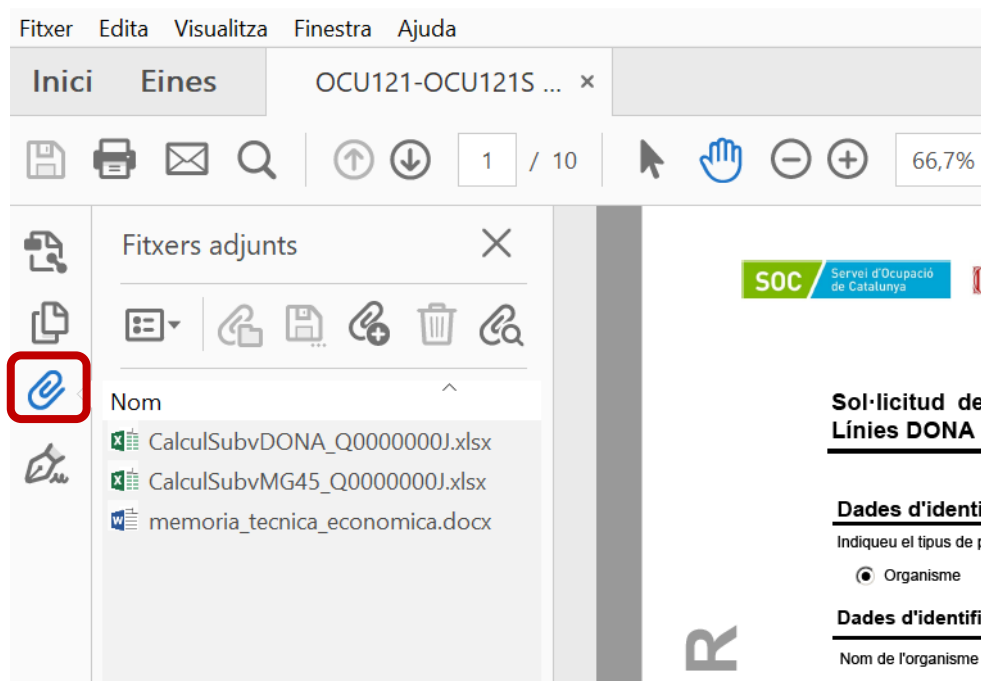 Fitxer Edita Visualitza Finestra Ajuda
Inici Eines OCU121-OCU121S ... ×
1 / 10 66,7%
Fitxers adjunts
SOC Servei d'Ocupació
de Catalunya
Nom
CalculSubvDONA_Q0000000J.xlsx
CalculSubvMG45_Q0000000J.xlsx
memoria_tecnica_economica.docx
Sol·licitud de
Línies DONA
Dades d'identi
Indiqueu el tipus de p
Organisme
Dades d'identifi
Nom de l'organisme
R